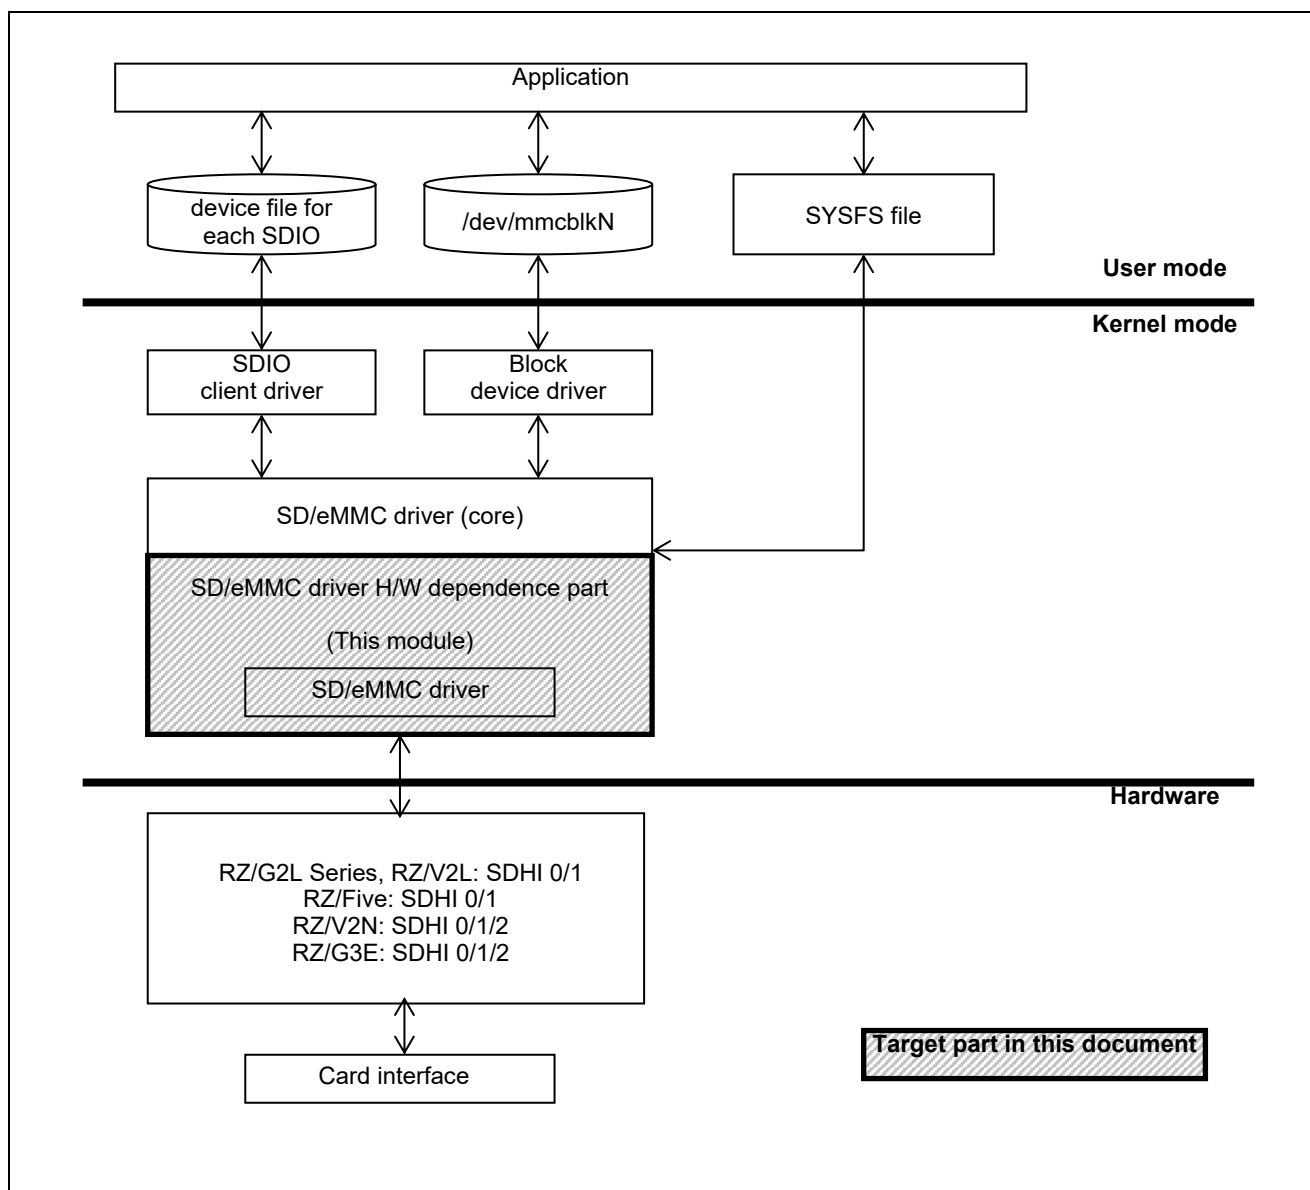 Application
device file for
each SDIO
/dev/mmcblkN
SYSFS file
User mode
Kernel mode
SDIO
client driver
Block
device driver
SD/eMMC driver (core)
SD/eMMC driver H/W dependence part
(This module)
SD/eMMC driver
Hardware
RZ/G2L Series, RZ/V2L: SDHI 0/1
RZ/Five: SDHI 0/1
RZ/V2N: SDHI 0/1/2
RZ/G3E: SDHI 0/1/2
Target part in this document
Card interface